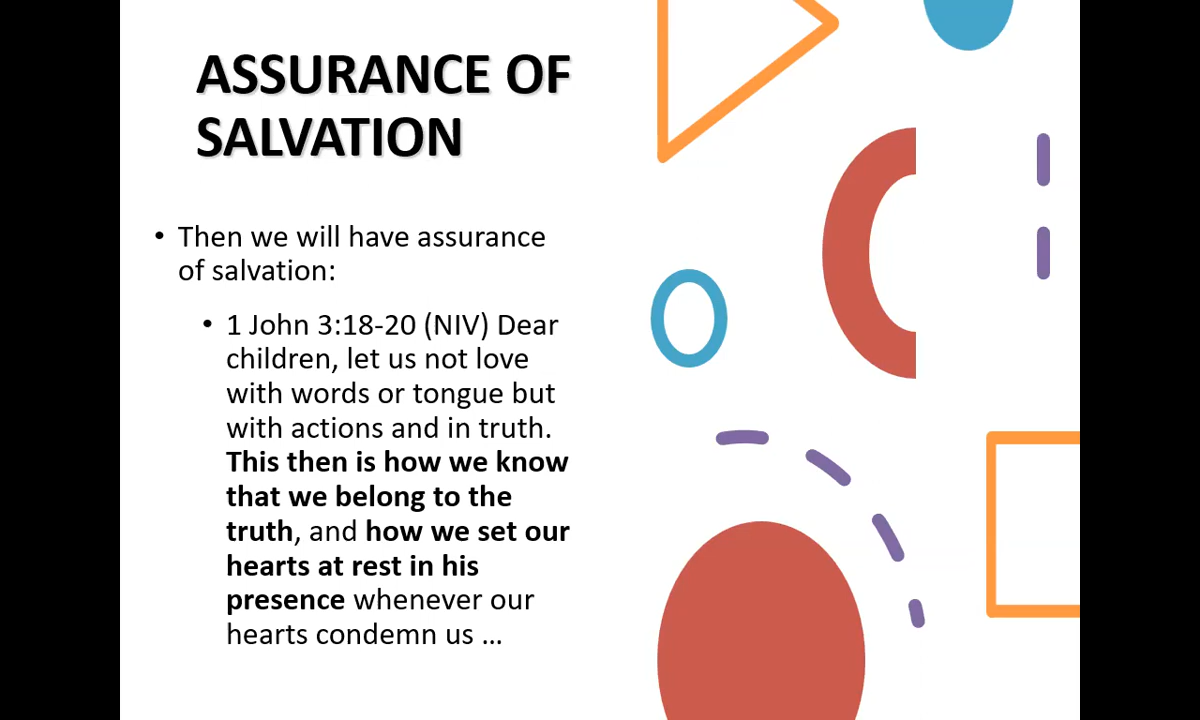 ASSURANCE OF
SALVATION
• Then we will have assurance
of salvation:
• 1 John 3:18-20 (NIV) Dear
children, let us not love
with words or tongue but
with actions and in truth.
This then is how we know
that we belong to the
truth, and how we set our
hearts at rest in his
presence whenever our
hearts condemn us ...